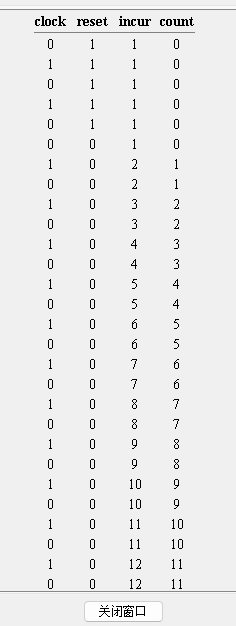 clock reset incur count
0 1 1 0
1 1 1 0
0 1 1 0
1 1 1 0
0 1 1 0
0 0 1 0
1 0 2 1
0 0 2 1
1 0 3 2
0 0 3 2
1 0 4 3
0 0 4 3
1 0 5 4
0 0 5 4
1 0 6 5
0 0 6 5
1 0 7 6
0 0 7 6
1 0 8 7
0 0 8 7
1 0 9 8
0 0 9 8
1 0 10 9
0 0 10 9
1 0 11 10
0 0 11 10
1 0 12 11
0 0 12 11
关闭窗口